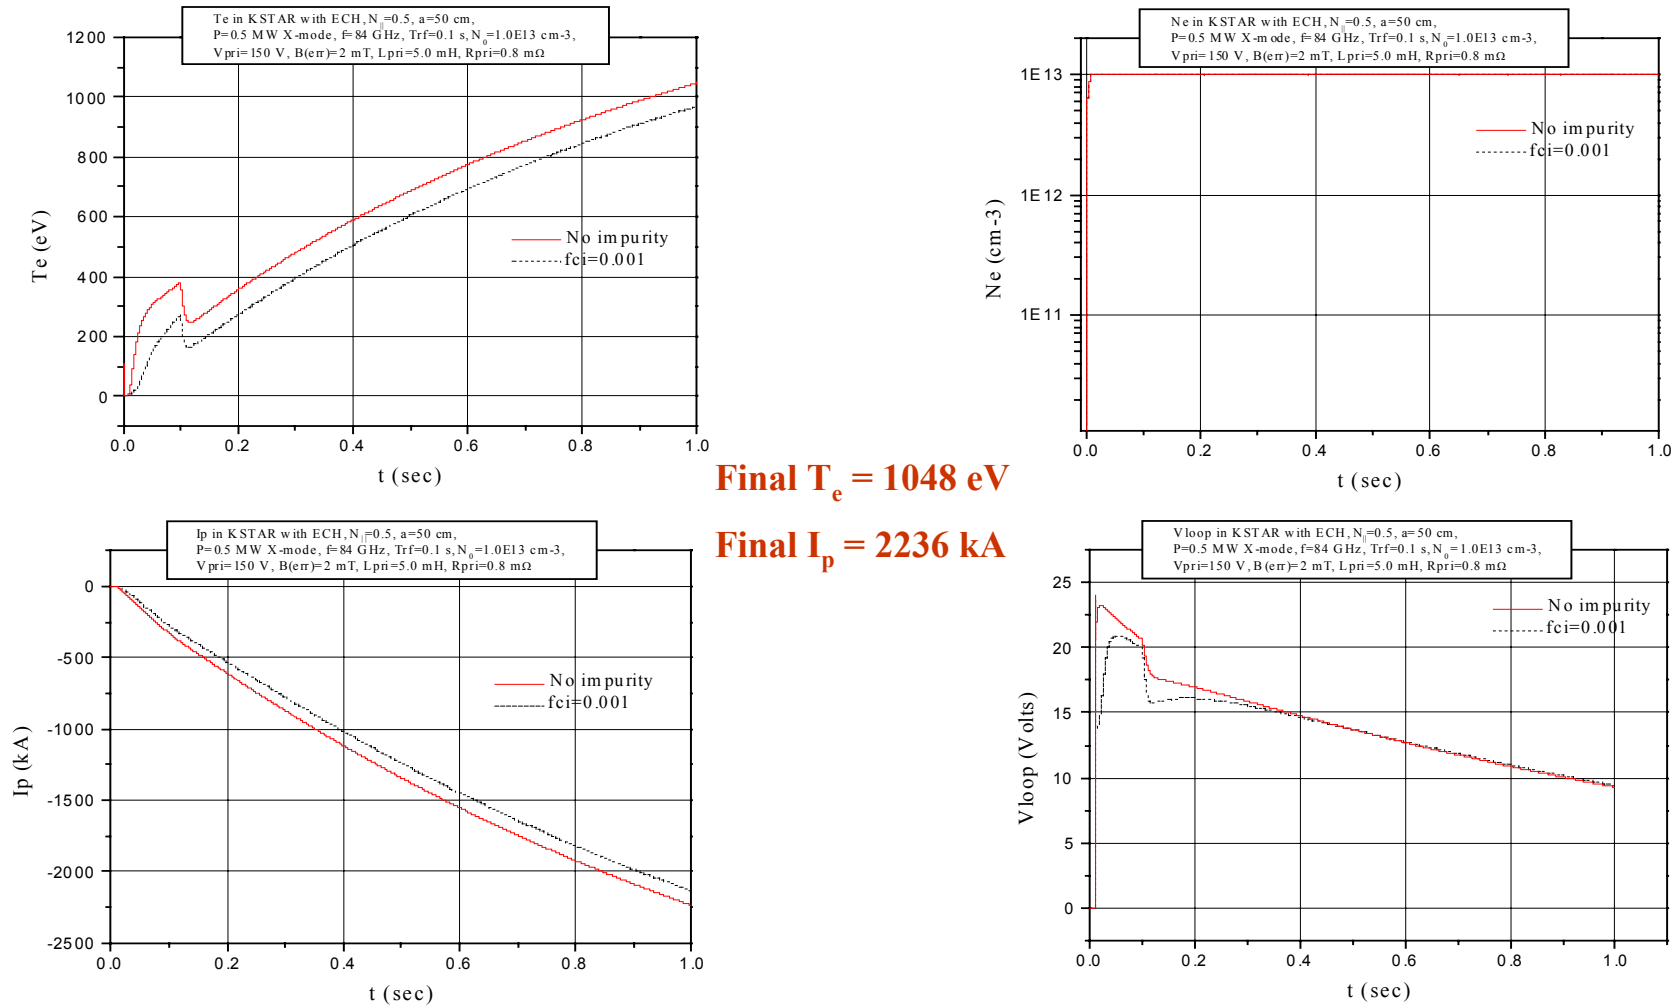 Te in KSTAR with ECH, N||=0.5, a=50 cm,
P=0.5 MW X-mode, f=84 GHz, Trf=0.1 s, N0=1.0E13 cm-3,
Vpri=150 V, B(err)=2 mT, Lpri=5.0 mH, Rpri=0.8 mΩ
1200
1000
800
600
400
200
0
Te (eV)
No impurity
fci=0.001
0.0 0.2 0.4 0.6 0.8 1.0
t (sec)
Ne in KSTAR with ECH, N||=0.5, a=50 cm,
P=0.5 MW X-mode, f=84 GHz, Trf=0.1 s, N0=1.0E13 cm-3,
Vpri=150 V, B(err)=2 mT, Lpri=5.0 mH, Rpri=0.8 mΩ
1E13
1E12
1E11
Ne (cm-3)
No impurity
fci=0.001
0.0 0.2 0.4 0.6 0.8 1.0
t (sec)
Final Te = 1048 eV
Final Ip = 2236 kA
Ip in KSTAR with ECH, N||=0.5, a=50 cm,
P=0.5 MW X-mode, f=84 GHz, Trf=0.1 s, N0=1.0E13 cm-3,
Vpri=150 V, B(err)=2 mT, Lpri=5.0 mH, Rpri=0.8 mΩ
0
-500
-1000
-1500
-2000
-2500
Ip (kA)
No impurity
fci=0.001
0.0 0.2 0.4 0.6 0.8 1.0
t (sec)
Vloop in KSTAR with ECH, N||=0.5, a=50 cm,
P=0.5 MW X-mode, f=84 GHz, Trf=0.1 s, N0=1.0E13 cm-3,
Vpri=150 V, B(err)=2 mT, Lpri=5.0 mH, Rpri=0.8 mΩ
25
20
15
10
5
0
Vloop (Volts)
No impurity
fci=0.001
0.0 0.2 0.4 0.6 0.8 1.0
t (sec)